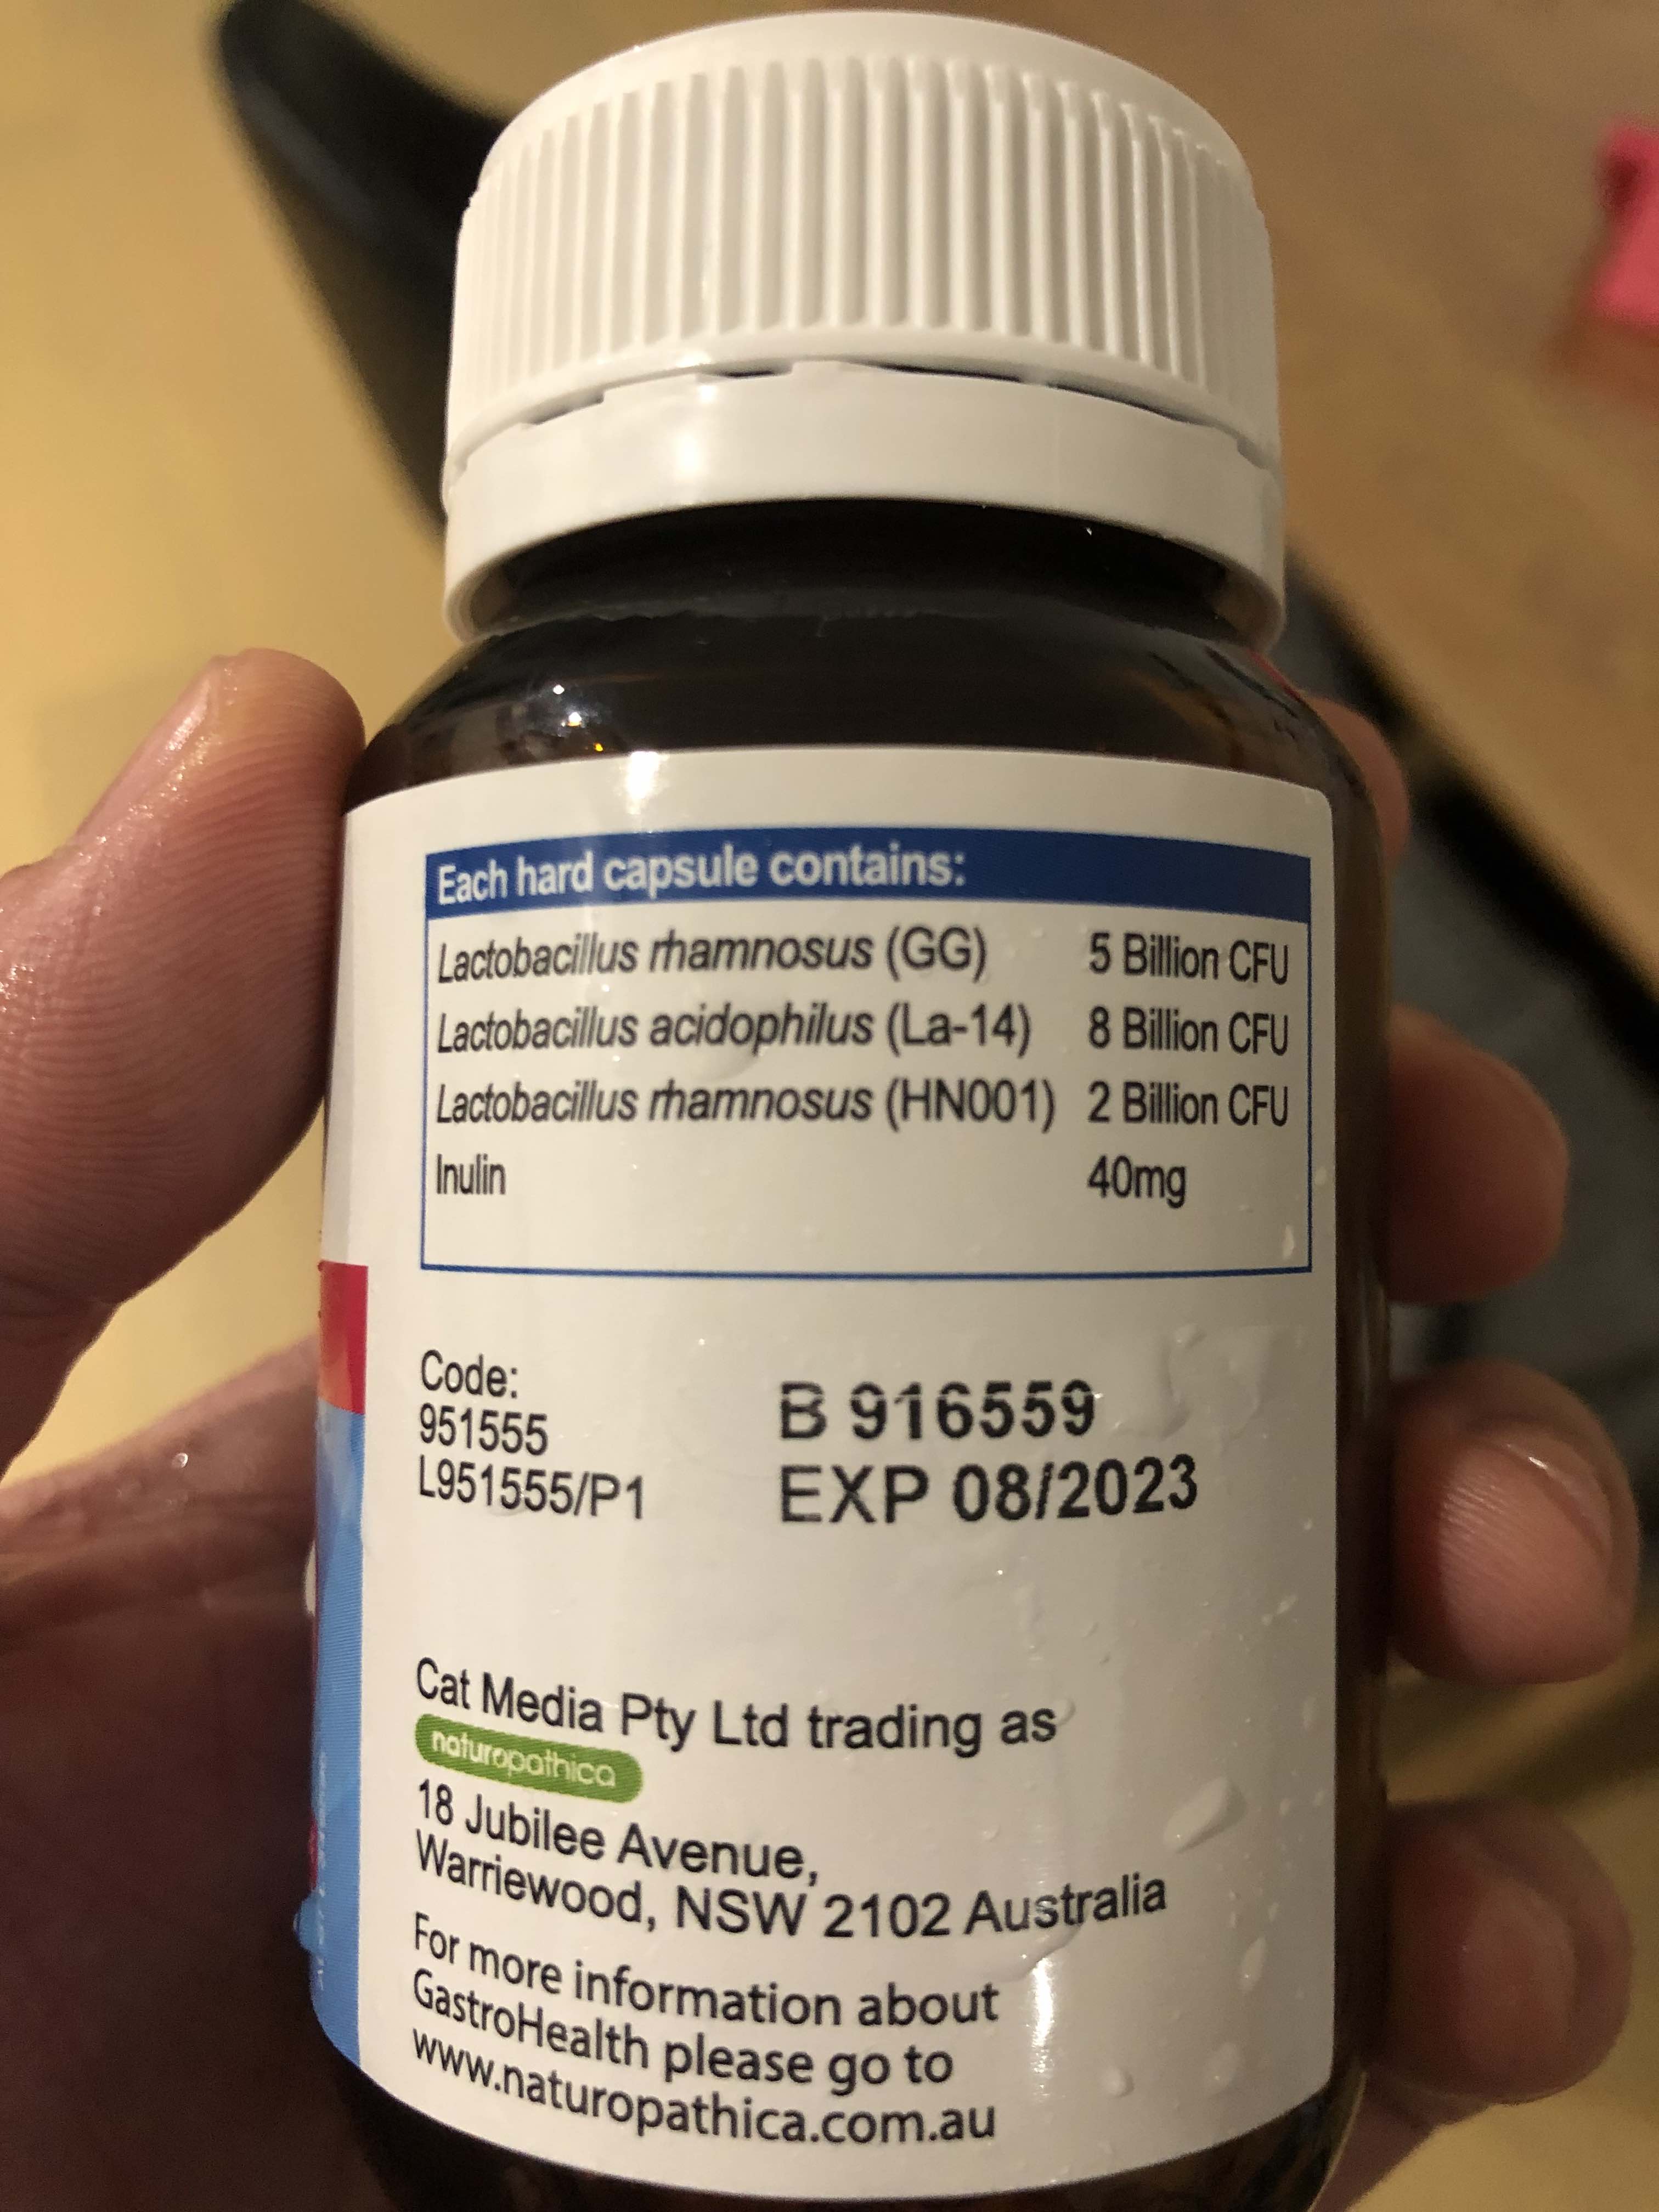 Each hard capsule contains:
Lactobacillus rhamnosus (GG) 5 Billion CFU
Lactobacillus acidophilus (La-14) 8 Billion CFU
Lactobacillus rhamnosus (HN001) 2 Billion CFU
Inulin 40mg
Code:
951555
L951555/P1
B 916559
EXP 08/2023
Cat Media Pty Ltd trading as
naturopathica
18 Jubilee Avenue,
Warriewood, NSW 2102 Australia
For more information about
GastroHealth please go to
www.naturopathica.com.au